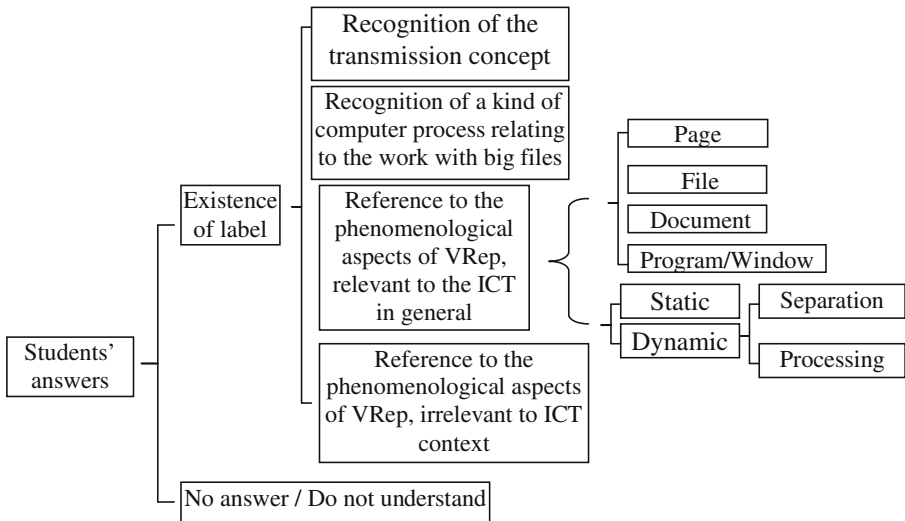 Students'
answers
Existence
of label
Recognition of the
transmission concept
Recognition of a kind of
computer process relating
to the work with big files
Reference to the
phenomenological
aspects of VRep,
relevant to the ICT
in general
Page
File
Document
Program/Window
Static
Dynamic
Separation
Processing
Reference to the
phenomenological aspects
of VRep, irrelevant to ICT
context
No answer / Do not understand